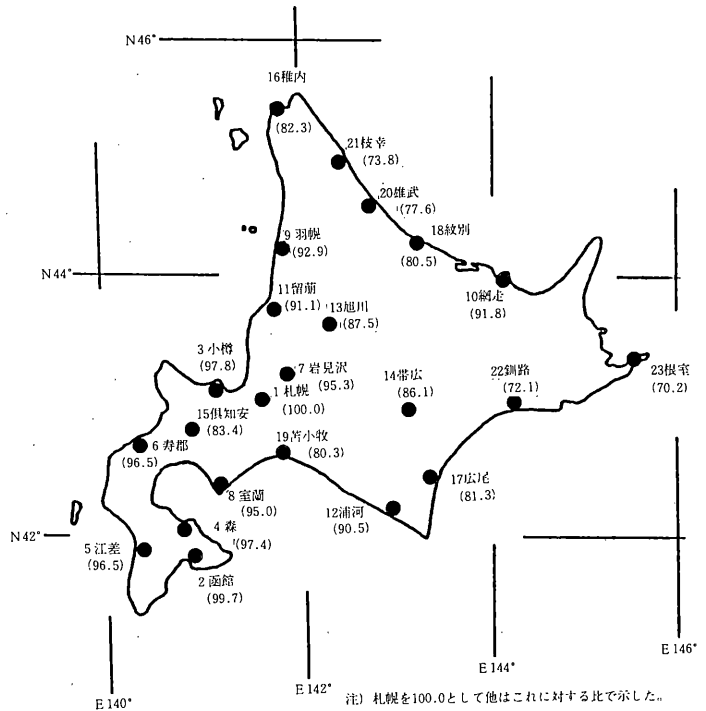 N46°
16稚内
(82.3)
21枝幸
(73.8)
20雄武
(77.6)
18紋別
(80.5)
9 羽幌
(92.9)
N44°
10網走
(91.8)
11留萠
(91.1)
13旭川
(87.5)
3 小樽
(97.8)
7 岩見沢
(95.3)
1 札幌
(100.0)
14帯広
(86.1)
22釧路
(72.1)
23根室
(70.2)
15倶知安
(83.4)
6 寿郡
(96.5)
19苫小牧
(80.3)
8 室蘭
(95.0)
17広尾
(81.3)
12浦河
(90.5)
N42°
4 森
(97.4)
5 江差
(96.5)
2 函館
(99.7)
E140°
E142°
E144°
E146°
注) 札幌を100.0として他はこれに対する比で示した。